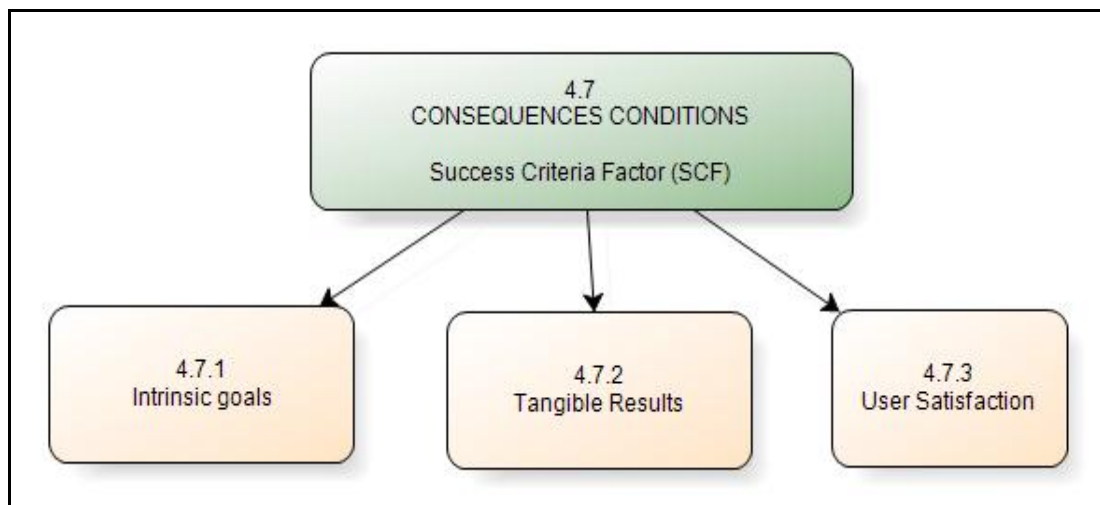 4.7
CONSEQUENCES CONDITIONS
Success Criteria Factor (SCF)
4.7.1
Intrinsic goals
4.7.2
Tangible Results
4.7.3
User Satisfaction